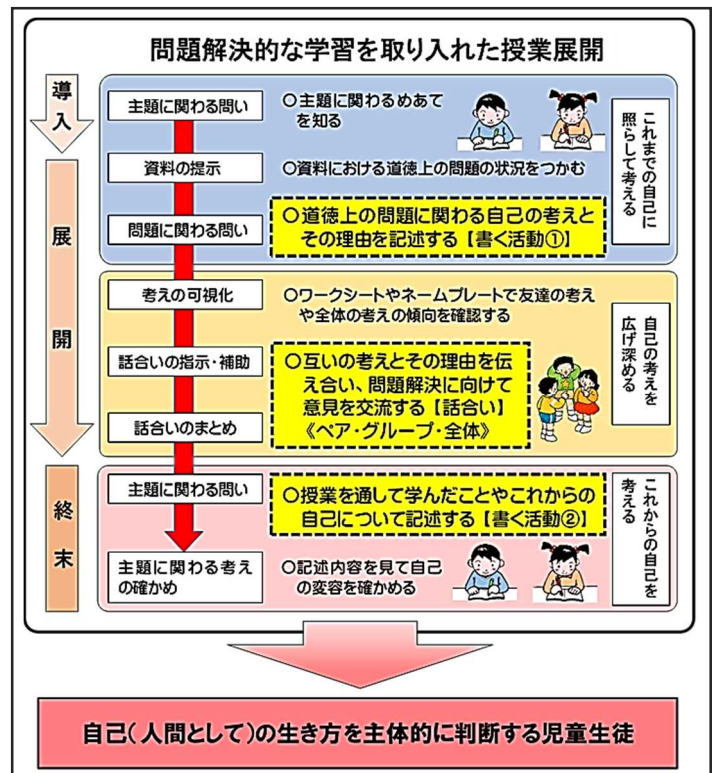 問題解決的な学習を取り入れた授業展開
導入
主題に関わる問い
○主題に関わるめあて
を知る
これまでの自己に
照らして考える
資料の提示
○資料における道徳上の問題の状況をつかむ
展開
問題に関わる問い
○道徳上の問題に関わる自己の考えと
その理由を記述する【書く活動①】
考えの可視化
○ワークシートやネームプレートで友達の考え
や全体の考えの傾向を確認する
自己の考えを
広げ深める
話合いの指示・補助
○互いの考えとその理由を伝
え合い、問題解決に向けて
意見を交流する【話合い】
《ペア・グループ・全体》
話合いのまとめ
終末
主題に関わる問い
○授業を通して学んだことやこれからの
自己について記述する【書く活動②】
これからの自己を
考える
主題に関わる考え
の確かめ
○記述内容を見て自己
の変容を確かめる
自己(人間として)の生き方を主体的に判断する児童生徒